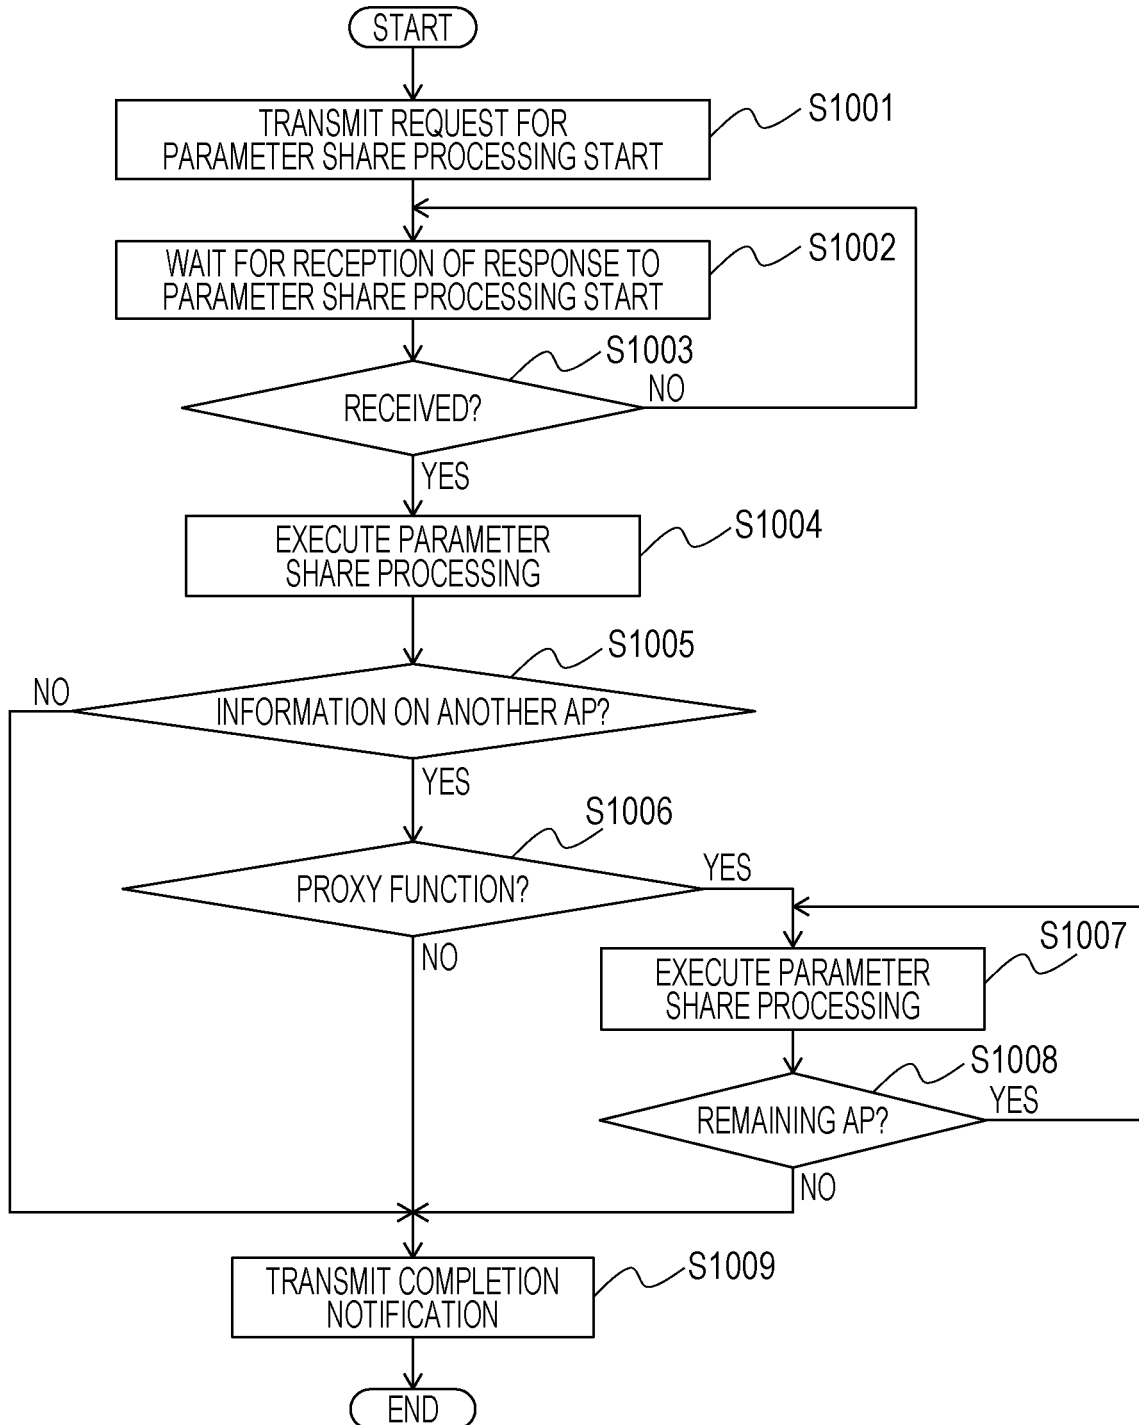 START
TRANSMIT REQUEST FOR
PARAMETER SHARE PROCESSING START
S1001
WAIT FOR RECEPTION OF RESPONSE TO
PARAMETER SHARE PROCESSING START
S1002
S1003
RECEIVED?
NO
YES
EXECUTE PARAMETER
SHARE PROCESSING
S1004
S1005
NO
INFORMATION ON ANOTHER AP?
YES
S1006
PROXY FUNCTION?
YES
NO
S1007
EXECUTE PARAMETER
SHARE PROCESSING
S1008
REMAINING AP?
YES
NO
TRANSMIT COMPLETION
NOTIFICATION
S1009
END